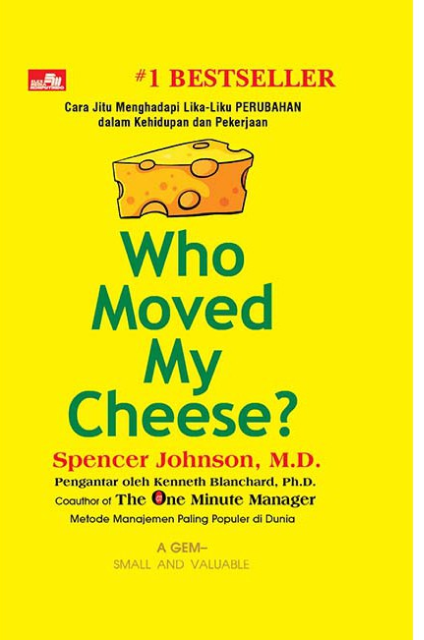 #1 BESTSELLER
Cara Jitu Menghadapi Lika-Liku PERUBAHAN
dalam Kehidupan dan Pekerjaan
Who
Moved
My
Cheese?
Spencer Johnson, M.D.
Pengantar oleh Kenneth Blanchard, Ph.D.
Coauthor of The One Minute Manager
Metode Manajemen Paling Populer di Dunia
A GEM–
SMALL AND VALUABLE